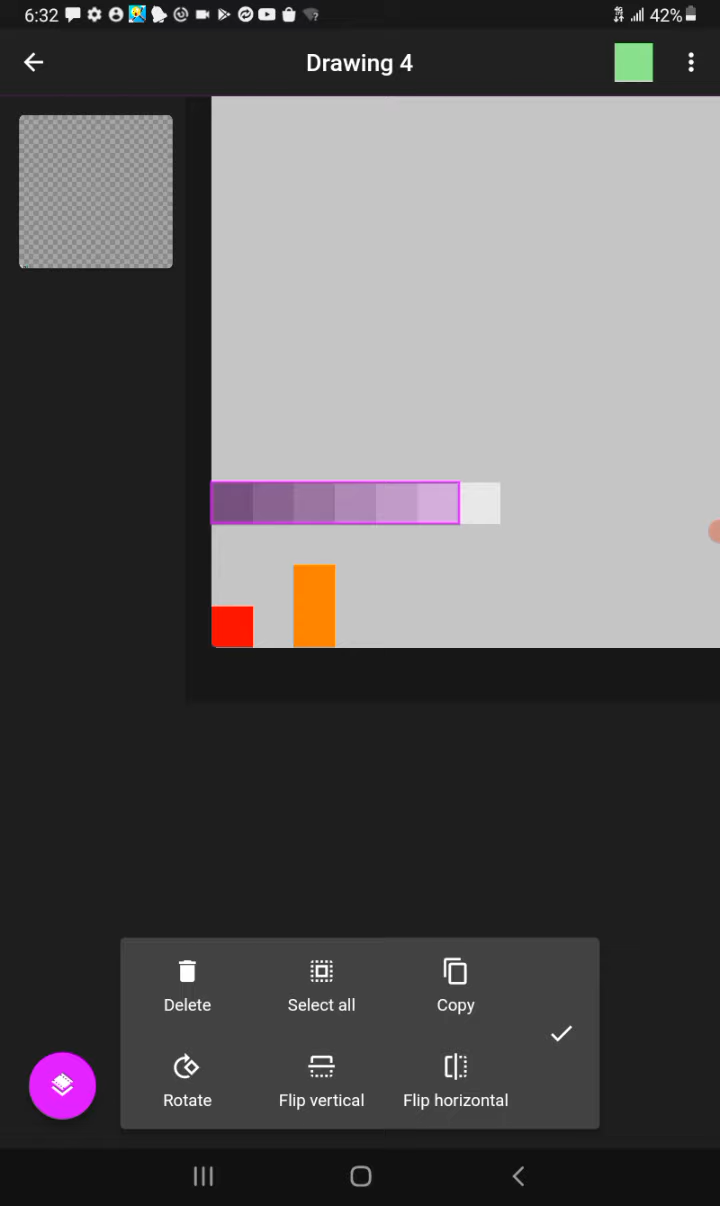 6:32
42%
Drawing 4
Delete
Select all
Copy
Rotate
Flip vertical
Flip horizontal